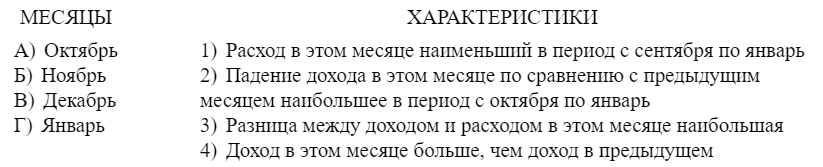 МЕСЯЦЫ ХАРАКТЕРИСТИКИ
А) Октябрь 1) Расход в этом месяце наименьший в период с сентября по январь
Б) Ноябрь 2) Падение дохода в этом месяце по сравнению с предыдущим
В) Декабрь месяцем наибольшее в период с октября по январь
Г) Январь 3) Разница между доходом и расходом в этом месяце наибольшая
4) Доход в этом месяце больше, чем доход в предыдущем